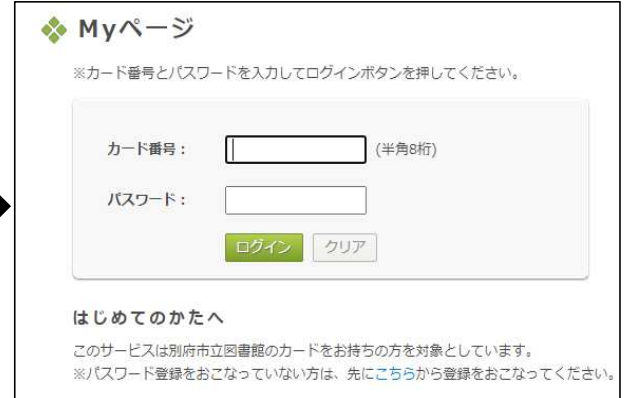 Myページ
※カード番号とパスワードを入力してログインボタンを押してください。
カード番号： (半角8桁)
パスワード：
ログイン クリア
はじめてのかたへ
このサービスは別府市立図書館のカードをお持ちの方を対象としています。
※パスワード登録をおこなっていない方は、先にこちらから登録をおこなってください。